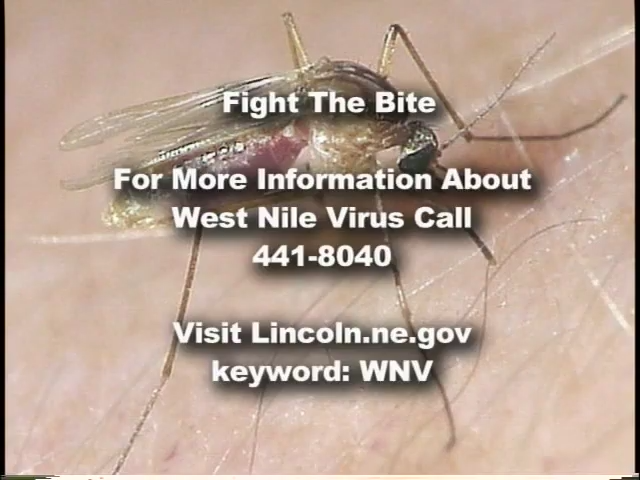 Fight The Bite
For More Information About
West Nile Virus Call
441-8040
Visit Lincoln.ne.gov
keyword: WNV